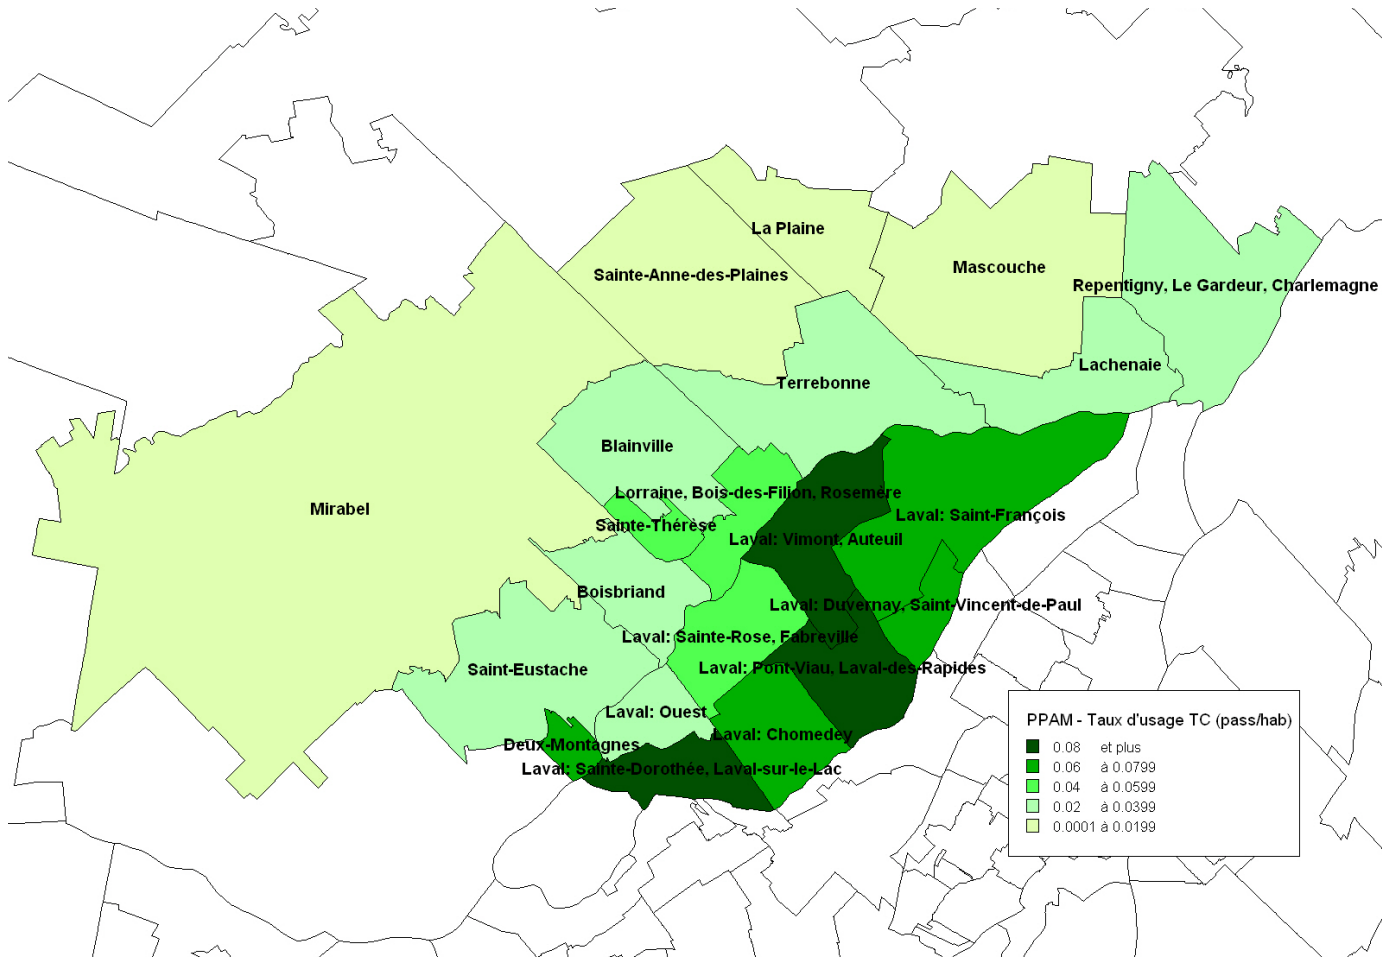 La Plaine
Sainte-Anne-des-Plaines
Mascouche
Repentigny, Le Gardeur, Charlemagne
Lachenaie
Terrebonne
Blainville
Lorraine, Bois-des-Filion, Rosemère
Mirabel
Sainte-Thérèse
Laval: Saint-François
Laval: Vimont, Auteuil
Boisbriand
Laval: Duvernay, Saint-Vincent-de-Paul
Laval: Sainte-Rose, Fabreville
Saint-Eustache
Laval: Pont-Viau, Laval-des-Rapides
Laval: Ouest
Laval: Chomedey
Deux-Montagnes
Laval: Sainte-Dorothée, Laval-sur-le-Lac
PPAM - Taux d'usage TC (pass/hab)
0.08 et plus
0.06 à 0.0799
0.04 à 0.0599
0.02 à 0.0399
0.0001 à 0.0199